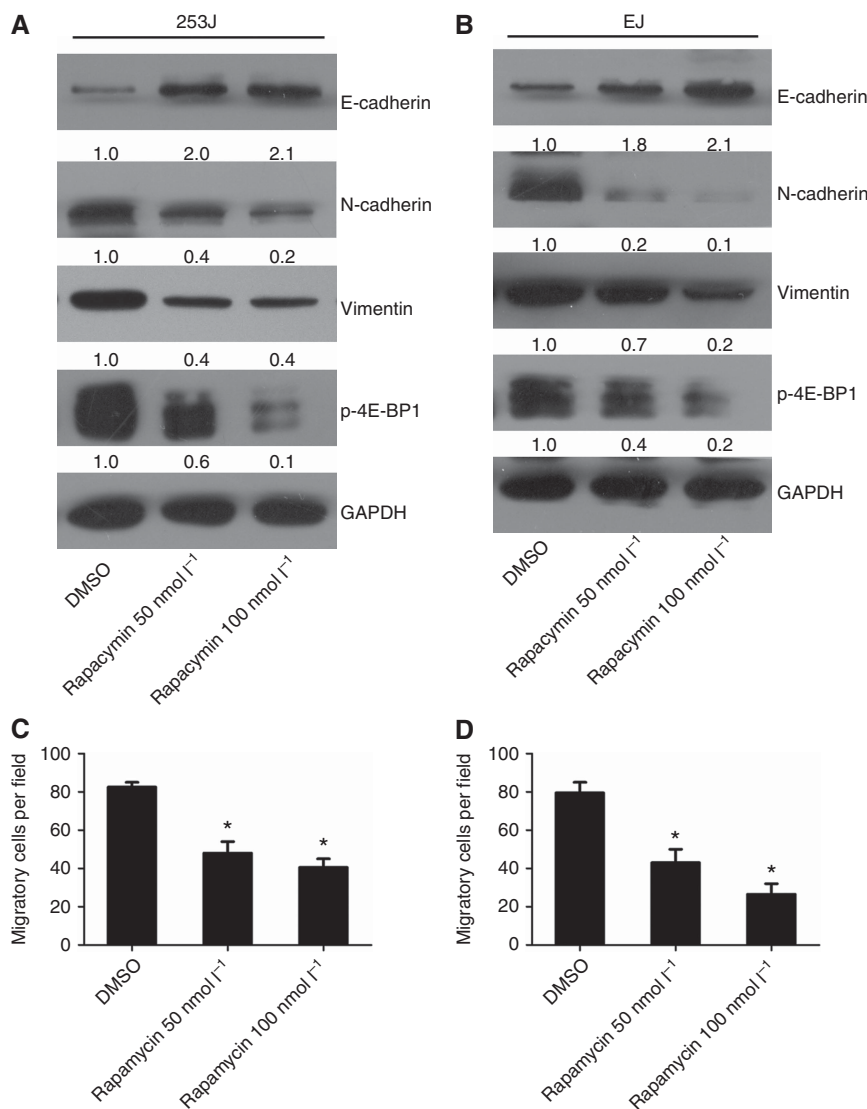 A
253J
E-cadherin
1.0 2.0 2.1
N-cadherin
1.0 0.4 0.2
Vimentin
1.0 0.4 0.4
p-4E-BP1
1.0 0.6 0.1
GAPDH
DMSO
Rapacymin 50 nmol l⁻¹
Rapacymin 100 nmol l⁻¹
B
EJ
E-cadherin
1.0 1.8 2.1
N-cadherin
1.0 0.2 0.1
Vimentin
1.0 0.7 0.2
p-4E-BP1
1.0 0.4 0.2
GAPDH
DMSO
Rapacymin 50 nmol l⁻¹
Rapacymin 100 nmol l⁻¹
C
Migratory cells per field
100
80
60
40
20
0
* *
DMSO
Rapamycin 50 nmol l⁻¹
Rapamycin 100 nmol l⁻¹
D
Migratory cells per field
100
80
60
40
20
0
* *
DMSO
Rapamycin 50 nmol l⁻¹
Rapamycin 100 nmol l⁻¹